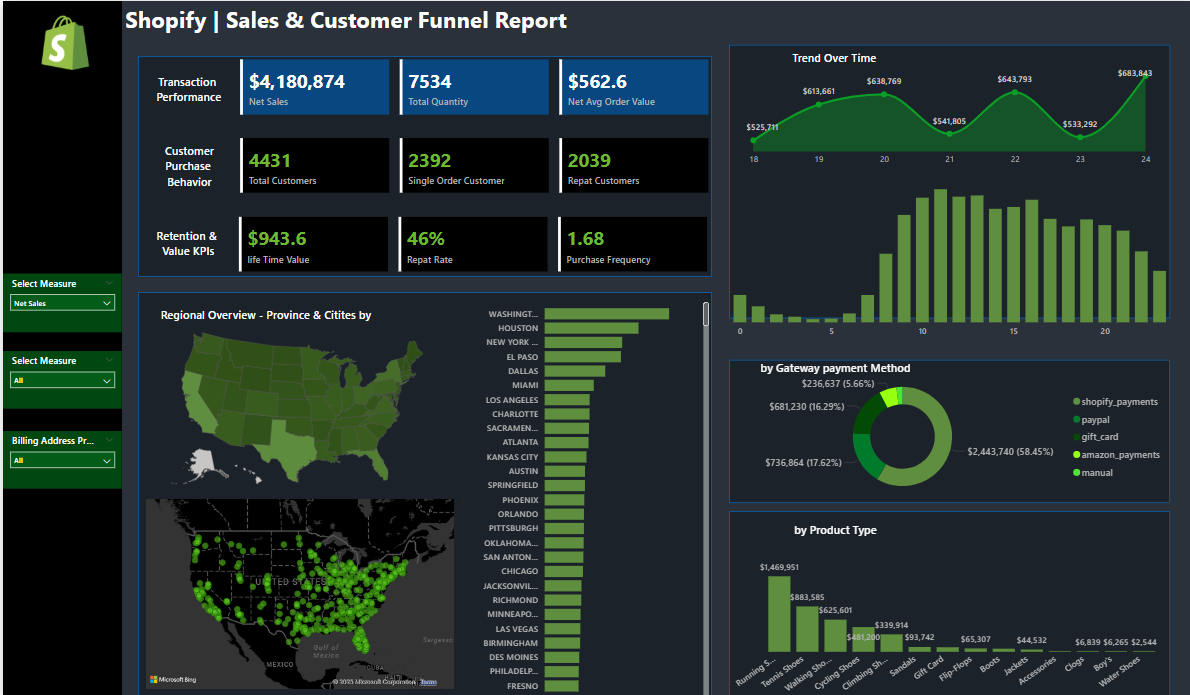 Shopify | Sales & Customer Funnel Report
Transaction
Performance
$4,180,874
Net Sales
7534
Total Quantity
$562.6
Net Avg Order Value
Customer
Purchase
Behavior
4431
Total Customers
2392
Single Order Customer
2039
Repat Customers
Retention &
Value KPIs
$943.6
life Time Value
46%
Repat Rate
1.68
Purchase Frequency
Select Measure
Net Sales
Select Measure
All
Billing Address Pr...
All
Regional Overview - Province & Citites by
WASHINGT...
HOUSTON
NEW YORK ...
EL PASO
DALLAS
MIAMI
LOS ANGELES
CHARLOTTE
SACRAMEN...
ATLANTA
KANSAS CITY
AUSTIN
SPRINGFIELD
PHOENIX
ORLANDO
PITTSBURGH
OKLAHOMA...
SAN ANTON...
CHICAGO
JACKSONVIL...
RICHMOND
MINNEAPO...
LAS VEGAS
BIRMINGHAM
DES MOINES
PHILADELP...
FRESNO
UNITED STATES
Gulf of
Mexico
MEXICO
CUBA
Sargasso
Microsoft Bing
© 2025 Microsoft Corporation Terms
Trend Over Time
$525,711
$613,661
$638,769
$541,805
$643,793
$533,292
$683,843
18 19 20 21 22 23 24
0 5 10 15 20
by Gateway payment Method
$236,637 (5.66%)
$681,230 (16.29%)
$736,864 (17.62%)
$2,443,740 (58.45%)
shopify_payments
paypal
gift_card
amazon_payments
manual
by Product Type
$1,469,951
$883,585
$625,601
$481,200
$339,914
$93,742
$65,307
$44,532
$6,839 $6,265 $2,544
Running S...
Tennis Shoes
Walking Sho...
Cycling Shoes
Climbing Sh...
Sandals
Gift Card
Flip-Flops
Boots
Jackets
Accessories
Clogs
Boy's
Water Shoes